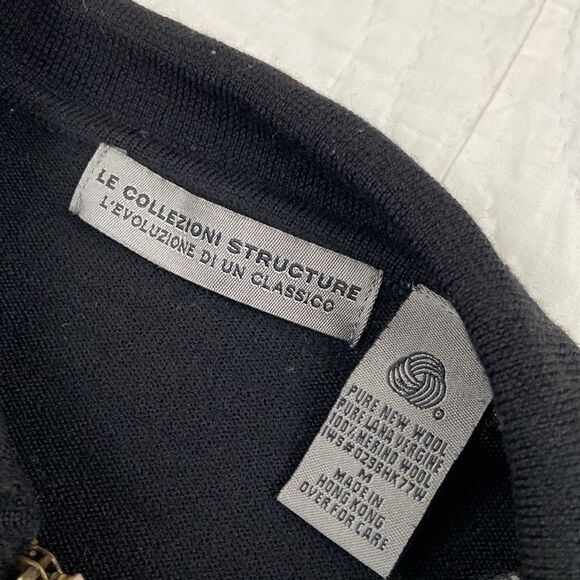 LE COLLEZIONI STRUCTURE
L'EVOLUZIONE DI UN CLASSICO
PURE NEW WOOL
PURE LANA VERGINE
100% MERINO WOOL
IWS#0298HK77W
M
MADE IN
HONG KONG
OVER FOR CARE